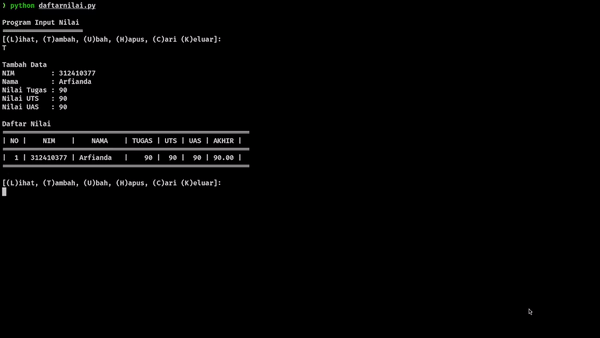 ❯ python daftarnilai.py
Program Input Nilai
====================
[(L)ihat, (T)ambah, (U)bah, (H)apus, (C)ari (K)eluar]:
T
Tambah Data
NIM         : 312410377
Nama        : Arfianda
Nilai Tugas : 90
Nilai UTS   : 90
Nilai UAS   : 90
Daftar Nilai
=============================================================
| NO |    NIM    |    NAMA    | TUGAS | UTS | UAS | AKHIR |
=============================================================
|  1 | 312410377 | Arfianda   |    90 |  90 |  90 | 90.00 |
=============================================================
[(L)ihat, (T)ambah, (U)bah, (H)apus, (C)ari (K)eluar]: